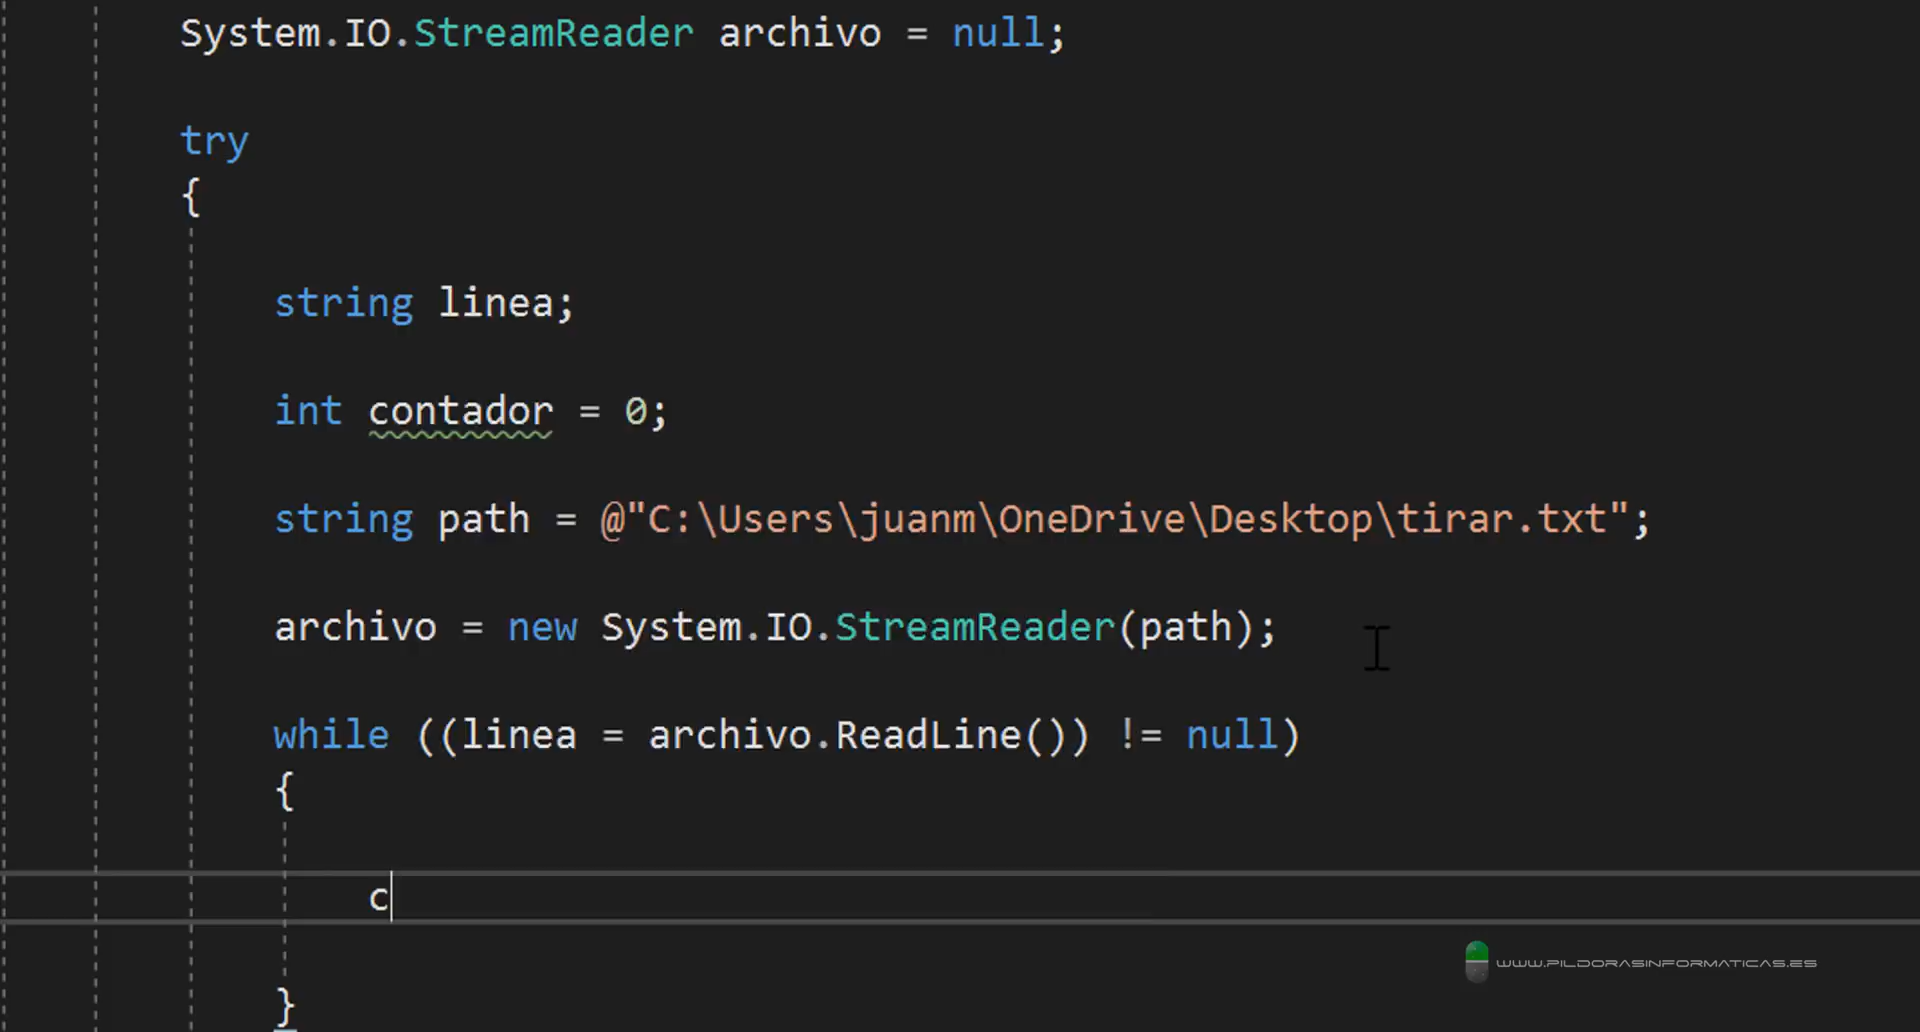 System.IO.StreamReader archivo = null;
try
{
string linea;
int contador = 0;
string path = @"C:\Users\juanm\OneDrive\Desktop\tirar.txt";
archivo = new System.IO.StreamReader(path);
while ((linea = archivo.ReadLine()) != null)
{
c
WWW.PILDORASINFORMATICAS.ES
}